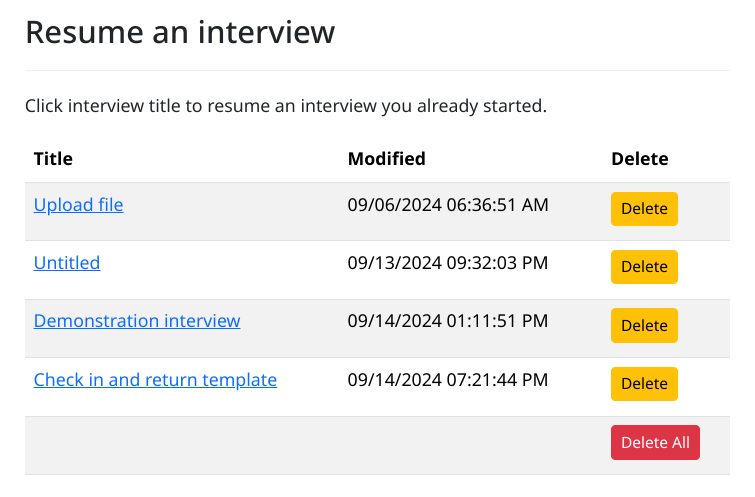 Resume an interview
Click interview title to resume an interview you already started.
Title Modified Delete
Upload file 09/06/2024 06:36:51 AM Delete
Untitled 09/13/2024 09:32:03 PM Delete
Demonstration interview 09/14/2024 01:11:51 PM Delete
Check in and return template 09/14/2024 07:21:44 PM Delete
Delete All